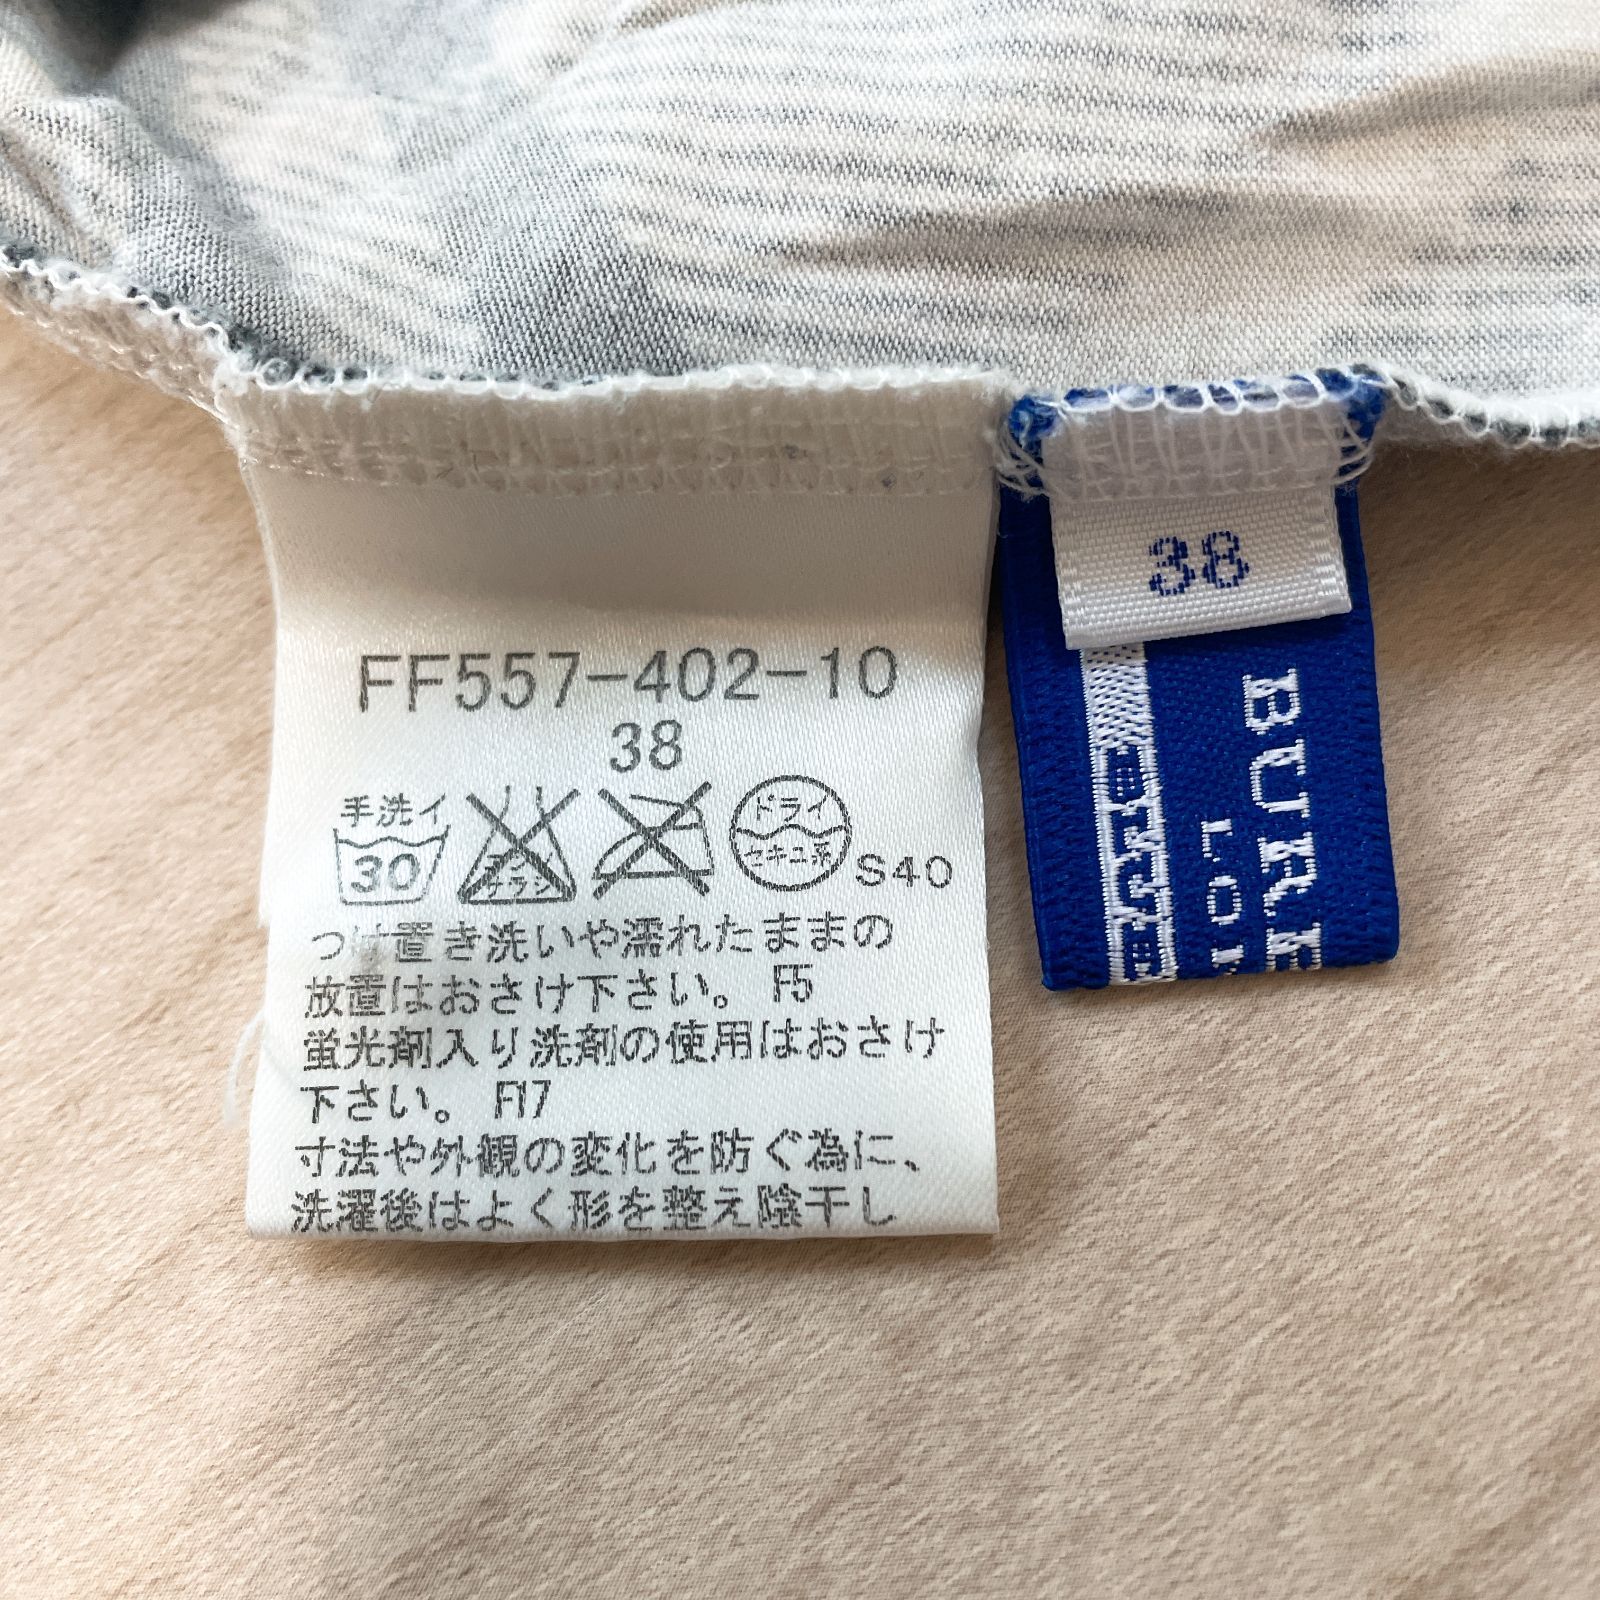 FF557-402-10
38
手洗イ
30
ドライ
セキユ系
S40
つけ置き洗いや濡れたままの
放置はおさけ下さい。 F5
蛍光剤入り洗剤の使用はおさけ
下さい。 F17
寸法や外観の変化を防ぐ為に、
洗濯後はよく形を整え陰干し
38
BURB
LON